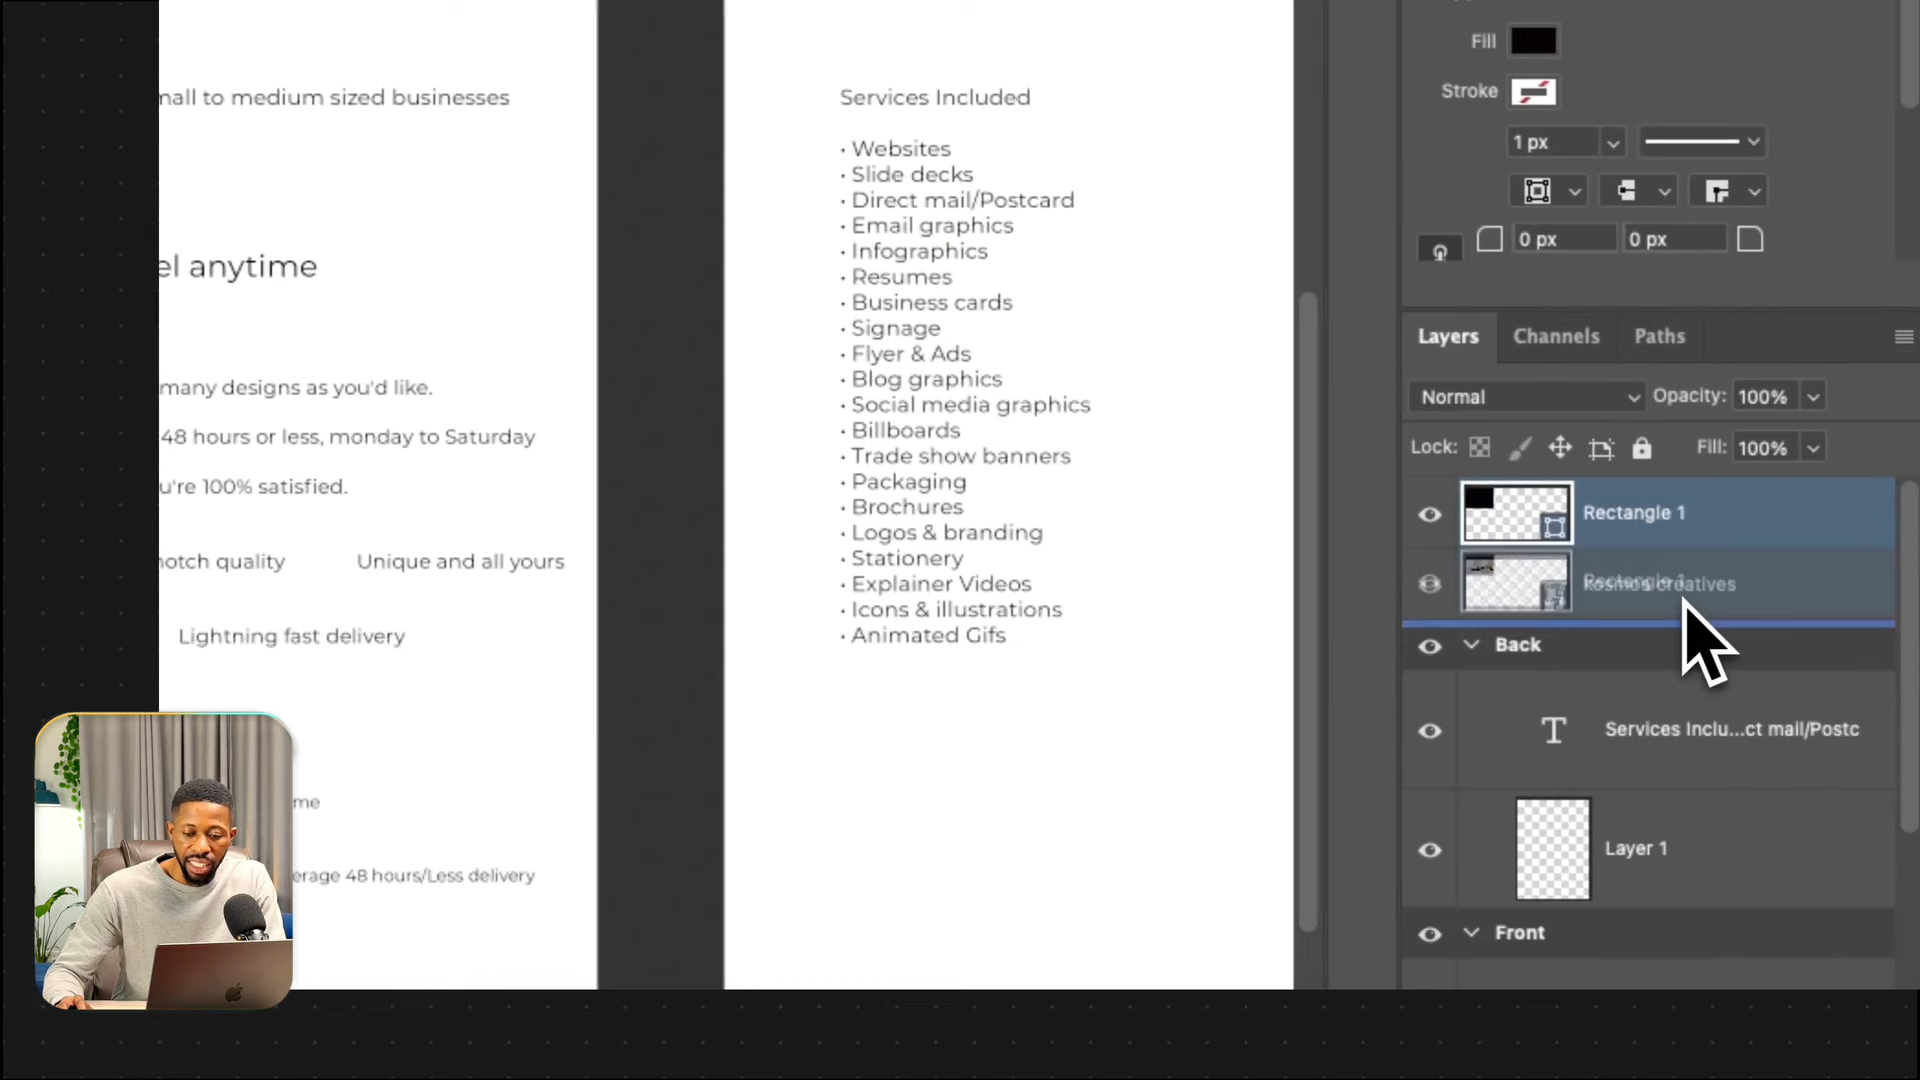 mall to medium sized businesses
el anytime
many designs as you'd like.
48 hours or less, monday to Saturday
u're 100% satisfied.
notch quality
Unique and all yours
Lightning fast delivery
me
erage 48 hours/Less delivery
Services Included
· Websites
· Slide decks
· Direct mail/Postcard
· Email graphics
· Infographics
· Resumes
· Business cards
· Signage
· Flyer & Ads
· Blog graphics
· Social media graphics
· Billboards
· Trade show banners
· Packaging
· Brochures
· Logos & branding
· Stationery
· Explainer Videos
· Icons & illustrations
· Animated Gifs
Fill
Stroke
1 px
0 px
0 px
Layers
Channels
Paths
Normal
Opacity: 100%
Lock:
Fill: 100%
Rectangle 1
Rectangle 1
kosmos creatives
Back
T
Services Inclu...ct mail/Postc
Layer 1
Front